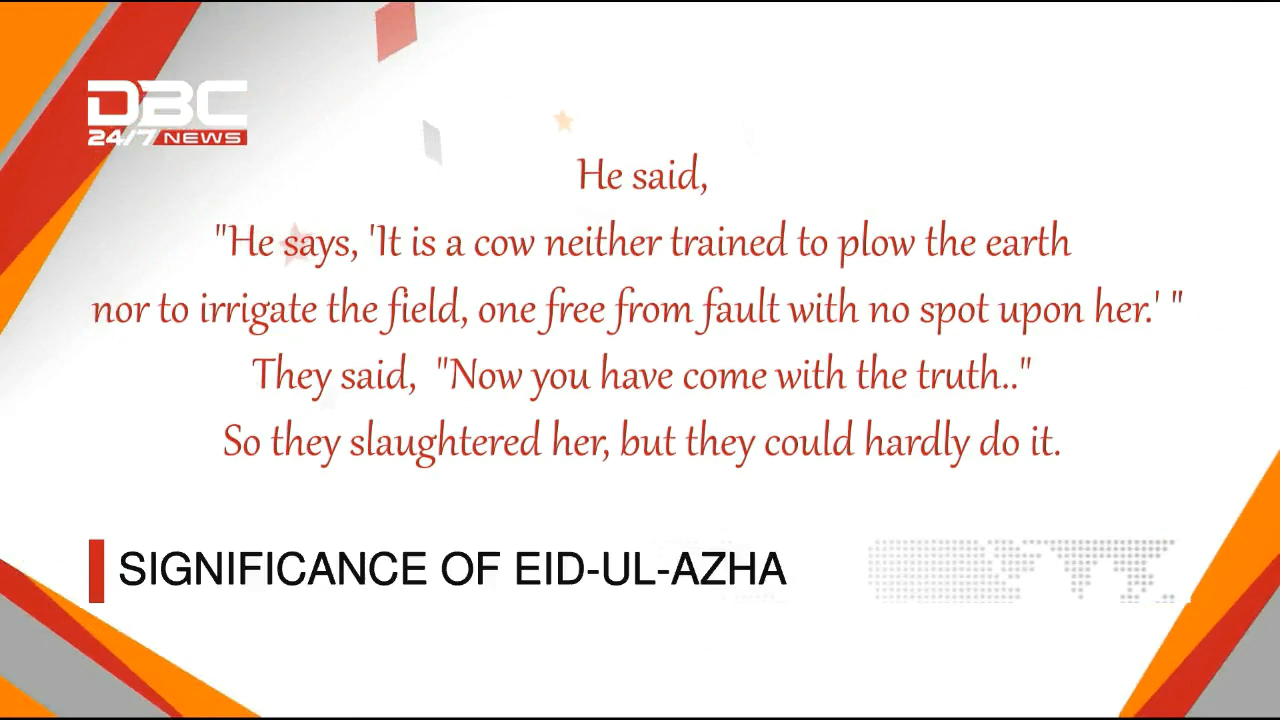 DBC
24/7 NEWS
He said,
"He says, 'It is a cow neither trained to plow the earth
nor to irrigate the field, one free from fault with no spot upon her.' "
They said,  "Now you have come with the truth.."
So they slaughtered her, but they could hardly do it.
SIGNIFICANCE OF EID-UL-AZHA